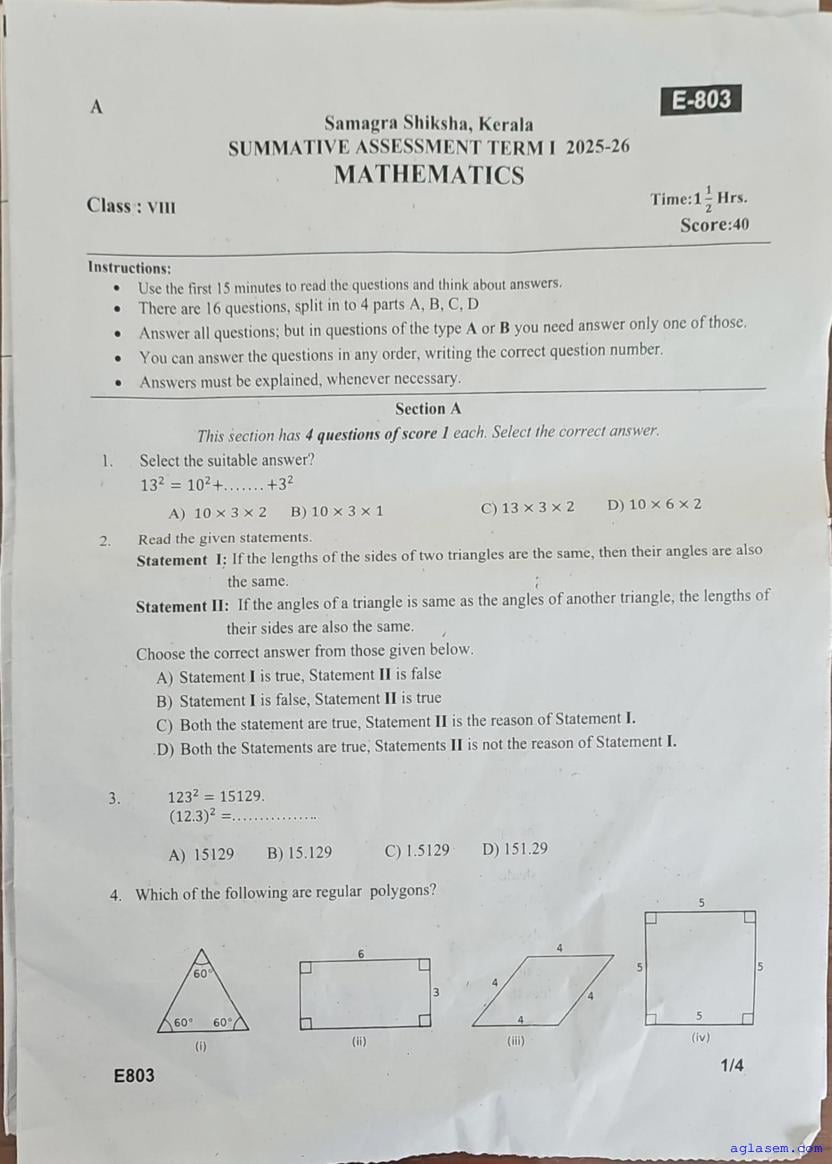 A
E-803
Samagra Shiksha, Kerala
SUMMATIVE ASSESSMENT TERM I 2025-26
MATHEMATICS
Class : VIII
Time:1 1/2 Hrs.
Score:40
Instructions:
• Use the first 15 minutes to read the questions and think about answers.
• There are 16 questions, split in to 4 parts A, B, C, D
• Answer all questions; but in questions of the type A or B you need answer only one of those.
• You can answer the questions in any order, writing the correct question number.
• Answers must be explained, whenever necessary.
Section A
This section has 4 questions of score 1 each. Select the correct answer.
1. Select the suitable answer?
13² = 10²+.......+3²
A) 10 × 3 × 2 B) 10 × 3 × 1 C) 13 × 3 × 2 D) 10 × 6 × 2
2. Read the given statements.
Statement I: If the lengths of the sides of two triangles are the same, then their angles are also
the same.
Statement II: If the angles of a triangle is same as the angles of another triangle, the lengths of
their sides are also the same.
Choose the correct answer from those given below.
A) Statement I is true, Statement II is false
B) Statement I is false, Statement II is true
C) Both the statement are true, Statement II is the reason of Statement I.
D) Both the Statements are true, Statements II is not the reason of Statement I.
3. 123² = 15129.
(12.3)² =...............
A) 15129 B) 15.129 C) 1.5129 D) 151.29
4. Which of the following are regular polygons?
60°
60° 60°
(i)
6
3
(ii)
4
4
4
4
(iii)
5
5
5
5
(iv)
E803
1/4
aglasem.com